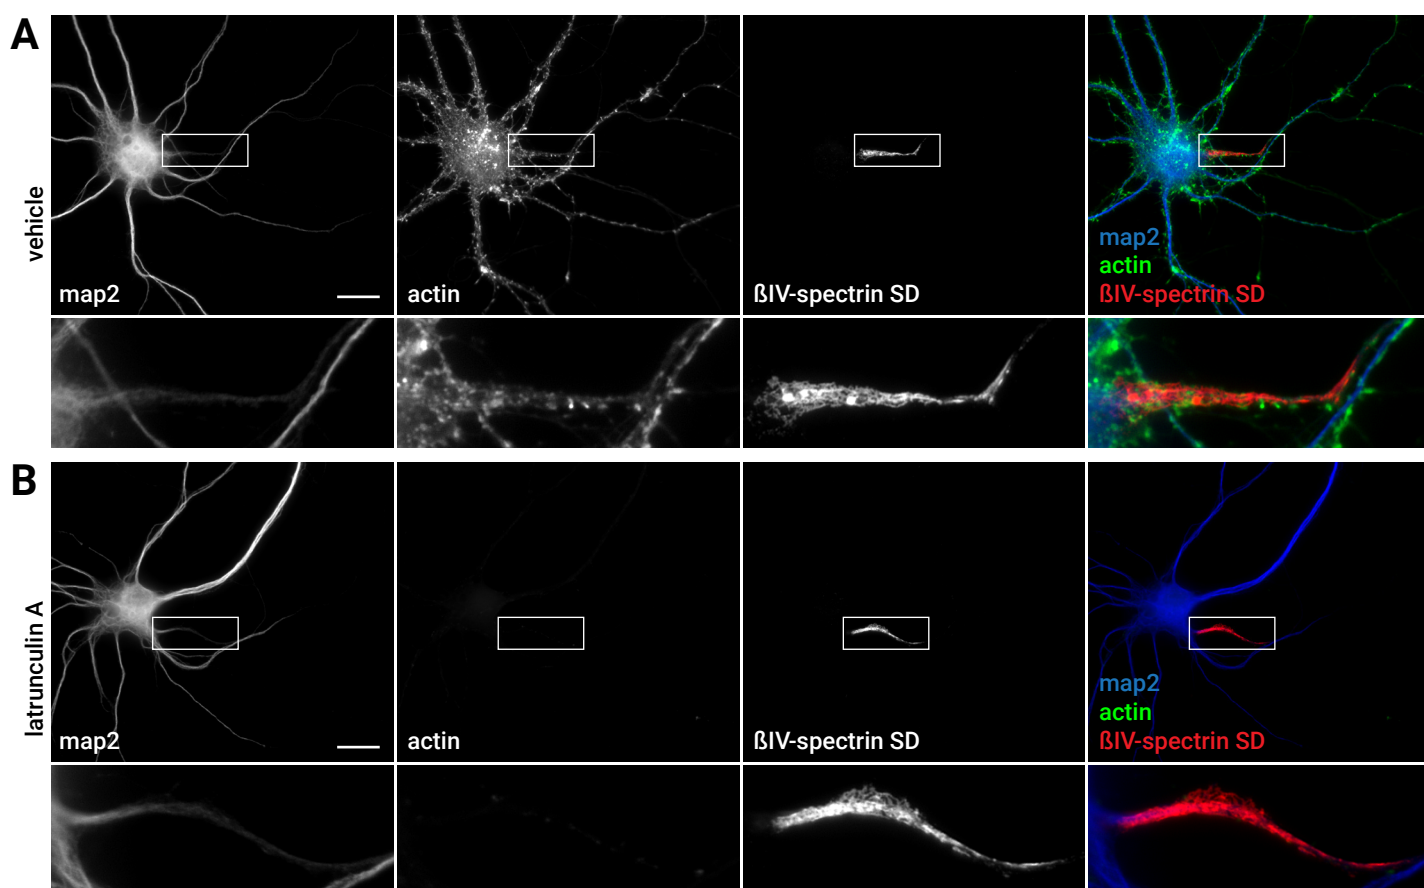 A
vehicle
map2
actin
ßIV-spectrin SD
map2
actin
ßIV-spectrin SD
B
latrunculin A
map2
actin
ßIV-spectrin SD
map2
actin
ßIV-spectrin SD